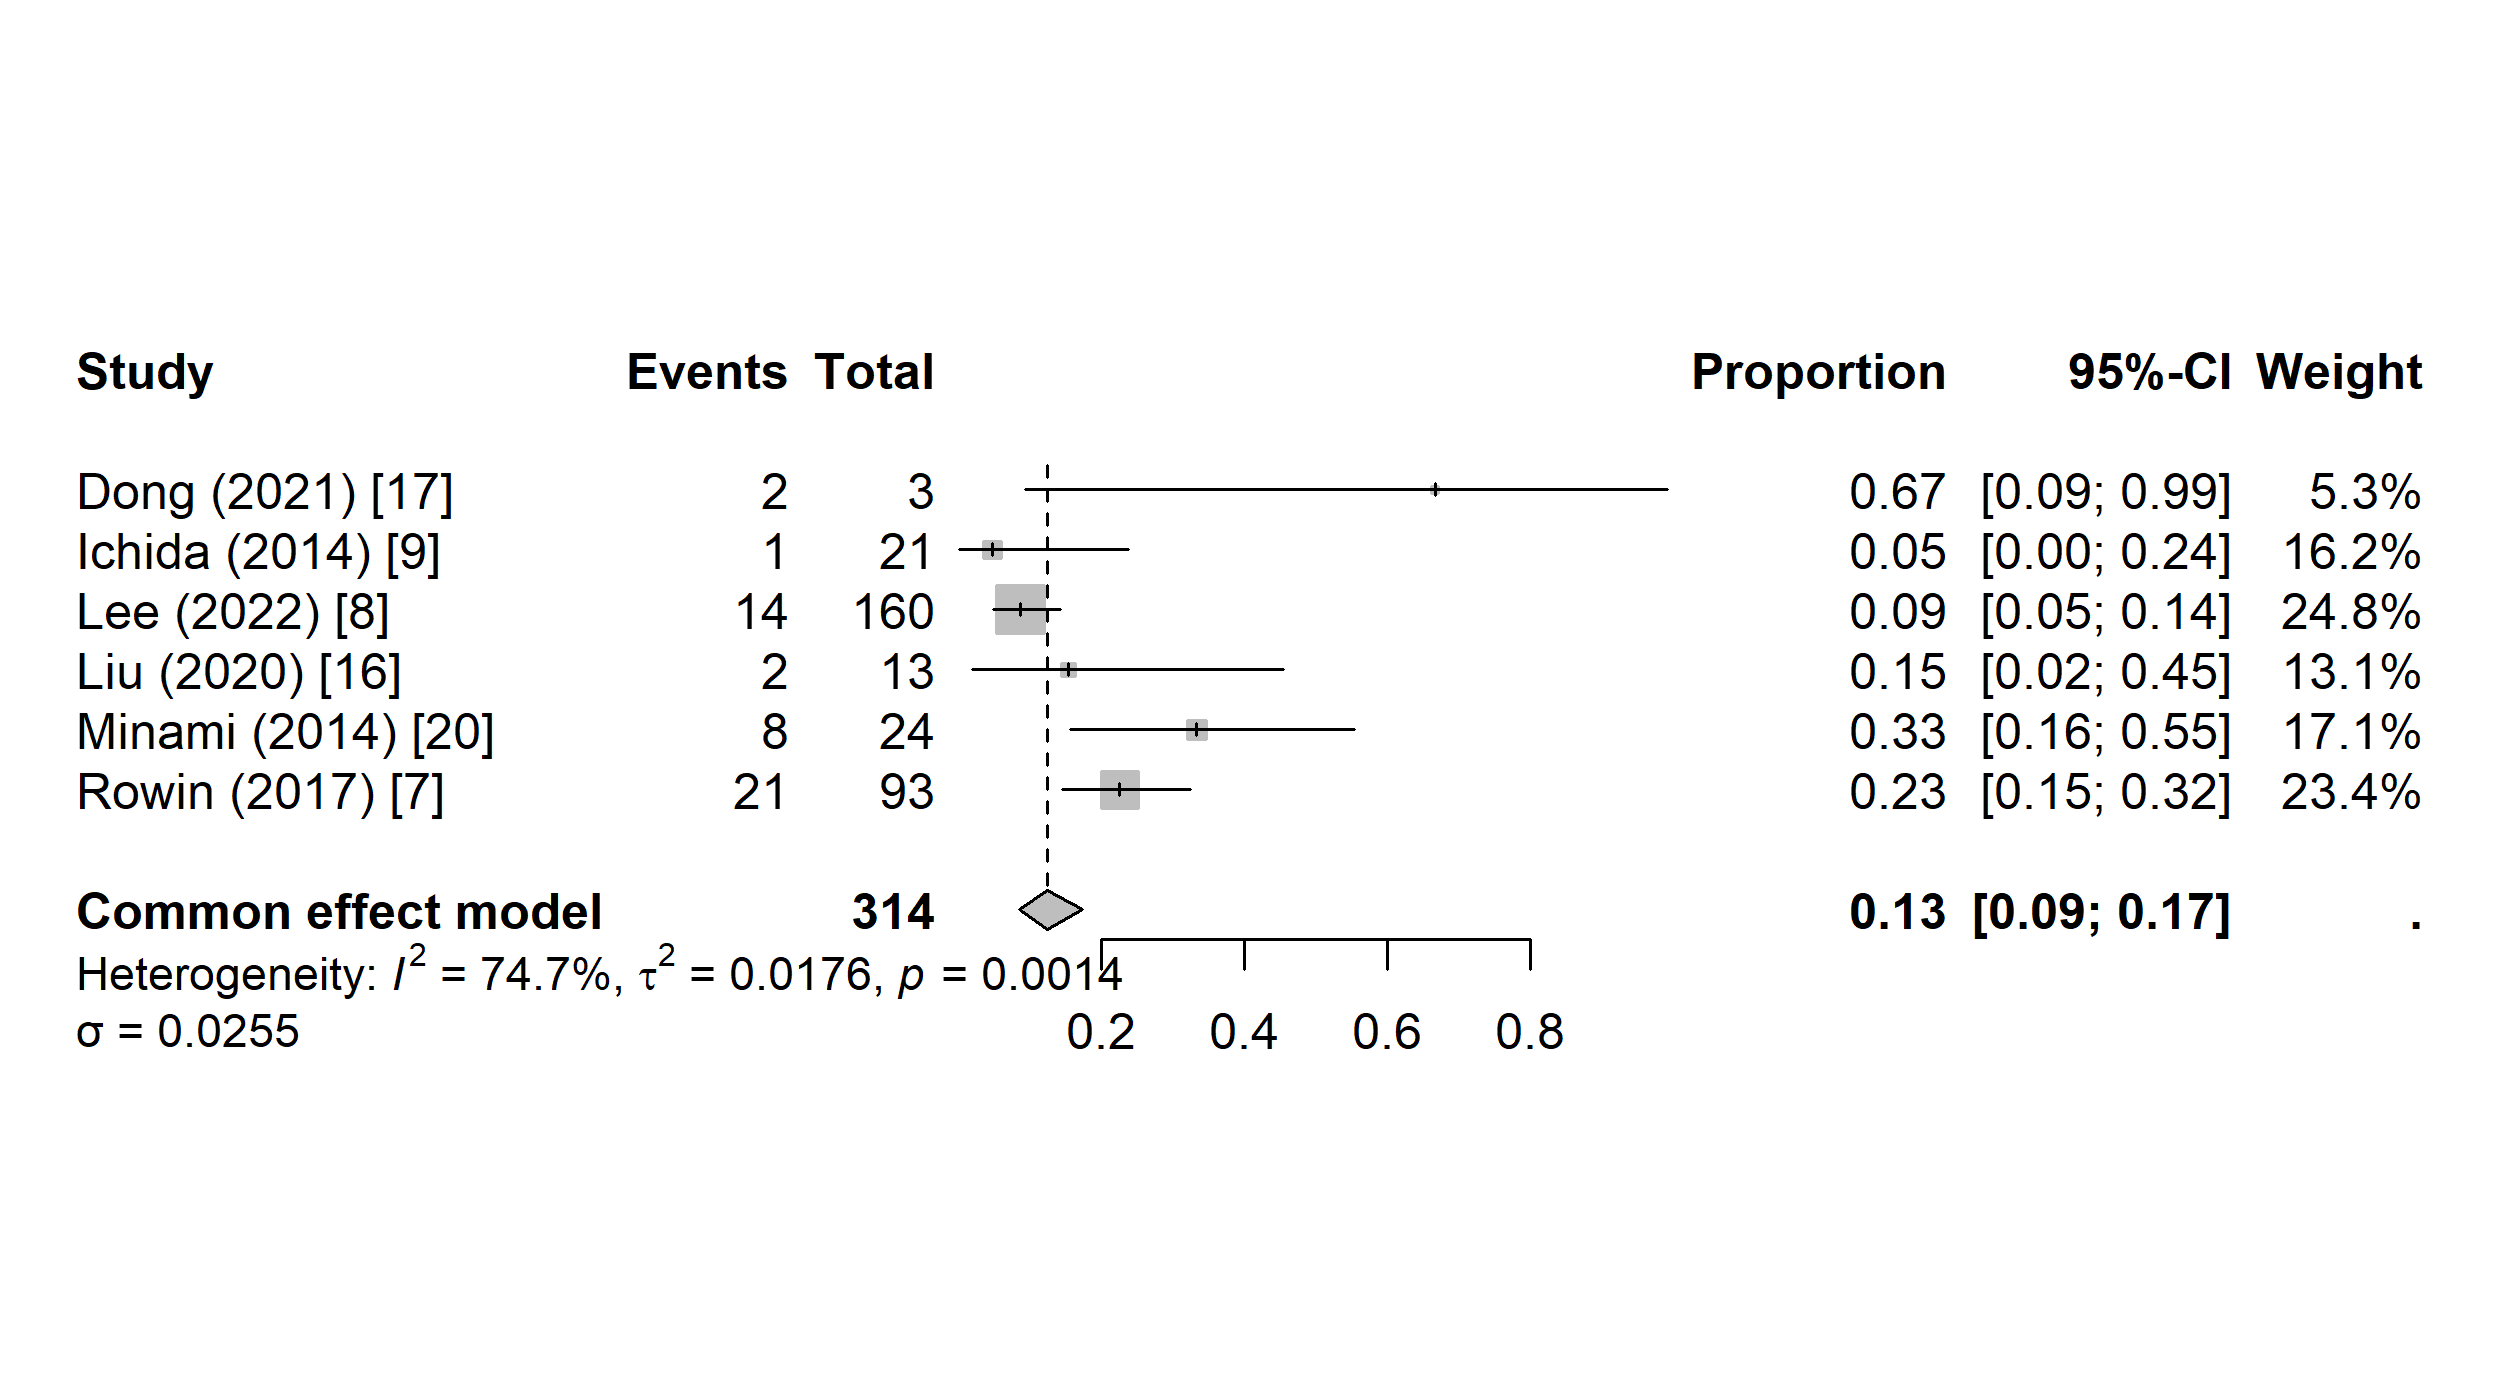 Study Events Total Proportion 95%-CI Weight
Dong (2021) [17] 2 3 0.67 [0.09; 0.99] 5.3%
Ichida (2014) [9] 1 21 0.05 [0.00; 0.24] 16.2%
Lee (2022) [8] 14 160 0.09 [0.05; 0.14] 24.8%
Liu (2020) [16] 2 13 0.15 [0.02; 0.45] 13.1%
Minami (2014) [20] 8 24 0.33 [0.16; 0.55] 17.1%
Rowin (2017) [7] 21 93 0.23 [0.15; 0.32] 23.4%
Common effect model 314 0.13 [0.09; 0.17] .
Heterogeneity: I² = 74.7%, τ² = 0.0176, p = 0.0014
σ = 0.0255
0.2 0.4 0.6 0.8